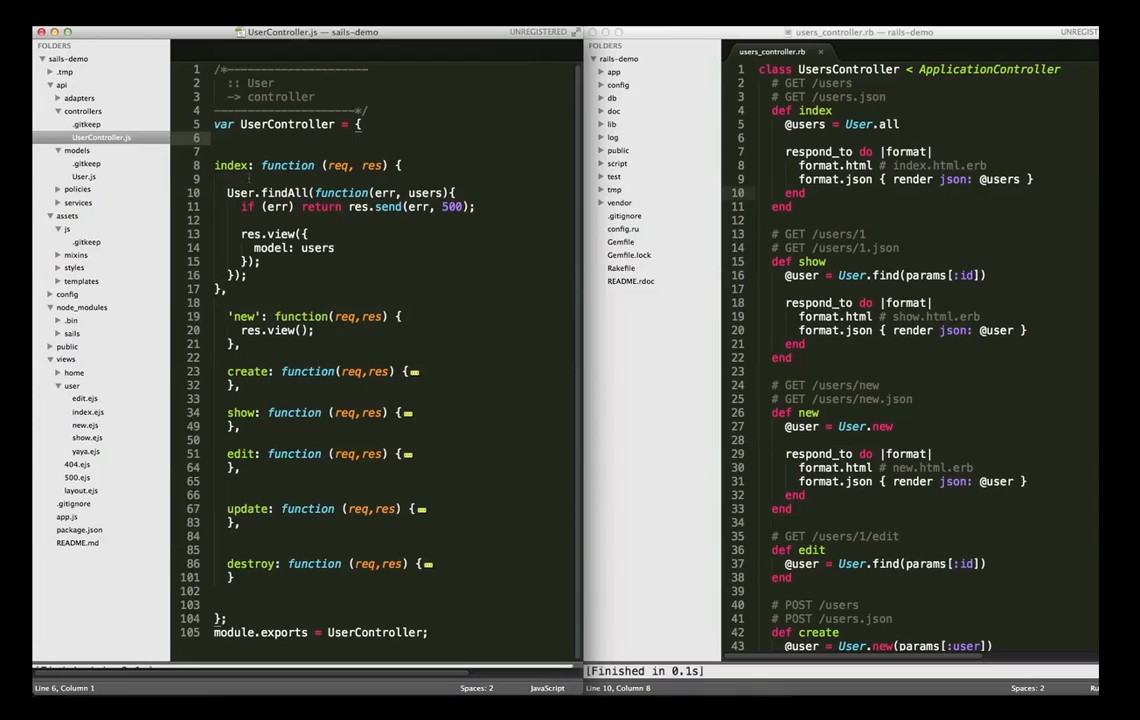 UserController.js — sails-demo
UNREGISTERED
FOLDERS
sails-demo
.tmp
api
adapters
controllers
.gitkeep
UserController.js
models
.gitkeep
User.js
policies
services
assets
js
.gitkeep
mixins
styles
templates
config
node_modules
.bin
sails
public
views
home
user
edit.ejs
index.ejs
new.ejs
show.ejs
yaya.ejs
404.ejs
500.ejs
layout.ejs
.gitignore
app.js
package.json
README.md
1 /*---------------------
2 :: User
3 -> controller
4 ---------------------*/
5 var UserController = {
6
7
8 index: function (req, res) {
9
10 User.findAll(function(err, users){
11 if (err) return res.send(err, 500);
12
13 res.view({
14 model: users
15 });
16 });
17 },
18
19 'new': function(req,res) {
20 res.view();
21 },
22
23 create: function(req,res) {
32 },
33
34 show: function (req,res) {
49 },
50
51 edit: function (req,res) {
64 },
65
66
67 update: function (req,res) {
83 },
84
85
86 destroy: function (req,res) {
101 }
102
103
104 };
105 module.exports = UserController;
Line 6, Column 1
Spaces: 2
JavaScript
users_controller.rb — rails-demo
UNREGIST
FOLDERS
rails-demo
app
config
db
doc
lib
log
public
script
test
tmp
vendor
.gitignore
config.ru
Gemfile
Gemfile.lock
Rakefile
README.rdoc
users_controller.rb ×
1 class UsersController < ApplicationController
2 # GET /users
3 # GET /users.json
4 def index
5 @users = User.all
6
7 respond_to do |format|
8 format.html # index.html.erb
9 format.json { render json: @users }
10 end
11 end
12
13 # GET /users/1
14 # GET /users/1.json
15 def show
16 @user = User.find(params[:id])
17
18 respond_to do |format|
19 format.html # show.html.erb
20 format.json { render json: @user }
21 end
22 end
23
24 # GET /users/new
25 # GET /users/new.json
26 def new
27 @user = User.new
28
29 respond_to do |format|
30 format.html # new.html.erb
31 format.json { render json: @user }
32 end
33 end
34
35 # GET /users/1/edit
36 def edit
37 @user = User.find(params[:id])
38 end
39
40 # POST /users
41 # POST /users.json
42 def create
43 @user = User.new(params[:user])
[Finished in 0.1s]
Line 10, Column 8
Spaces: 2
Ru